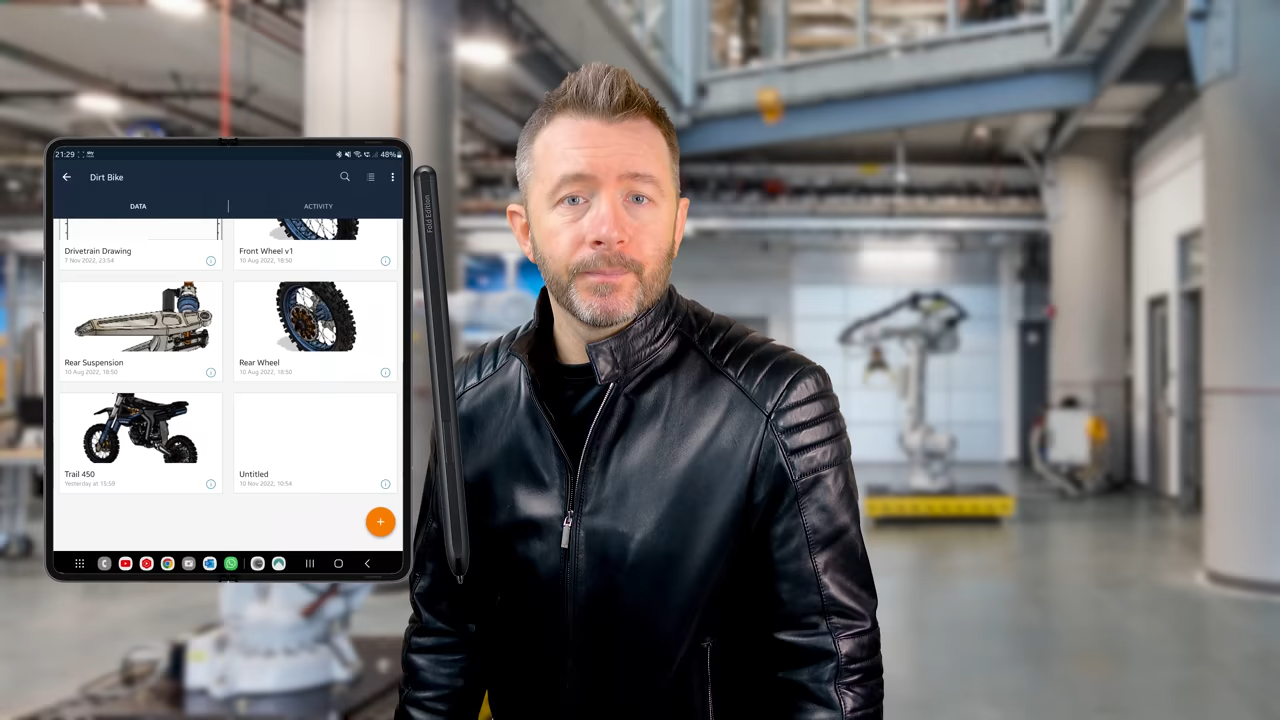 21:29
48%
Dirt Bike
DATA
ACTIVITY
Drivetrain Drawing
7 Nov 2022, 23:54
Front Wheel v1
10 Aug 2022, 18:50
Rear Suspension
10 Aug 2022, 18:50
Rear Wheel
10 Aug 2022, 18:50
Trail 450
Yesterday at 15:59
Untitled
10 Nov 2022, 10:54
Fold Edition